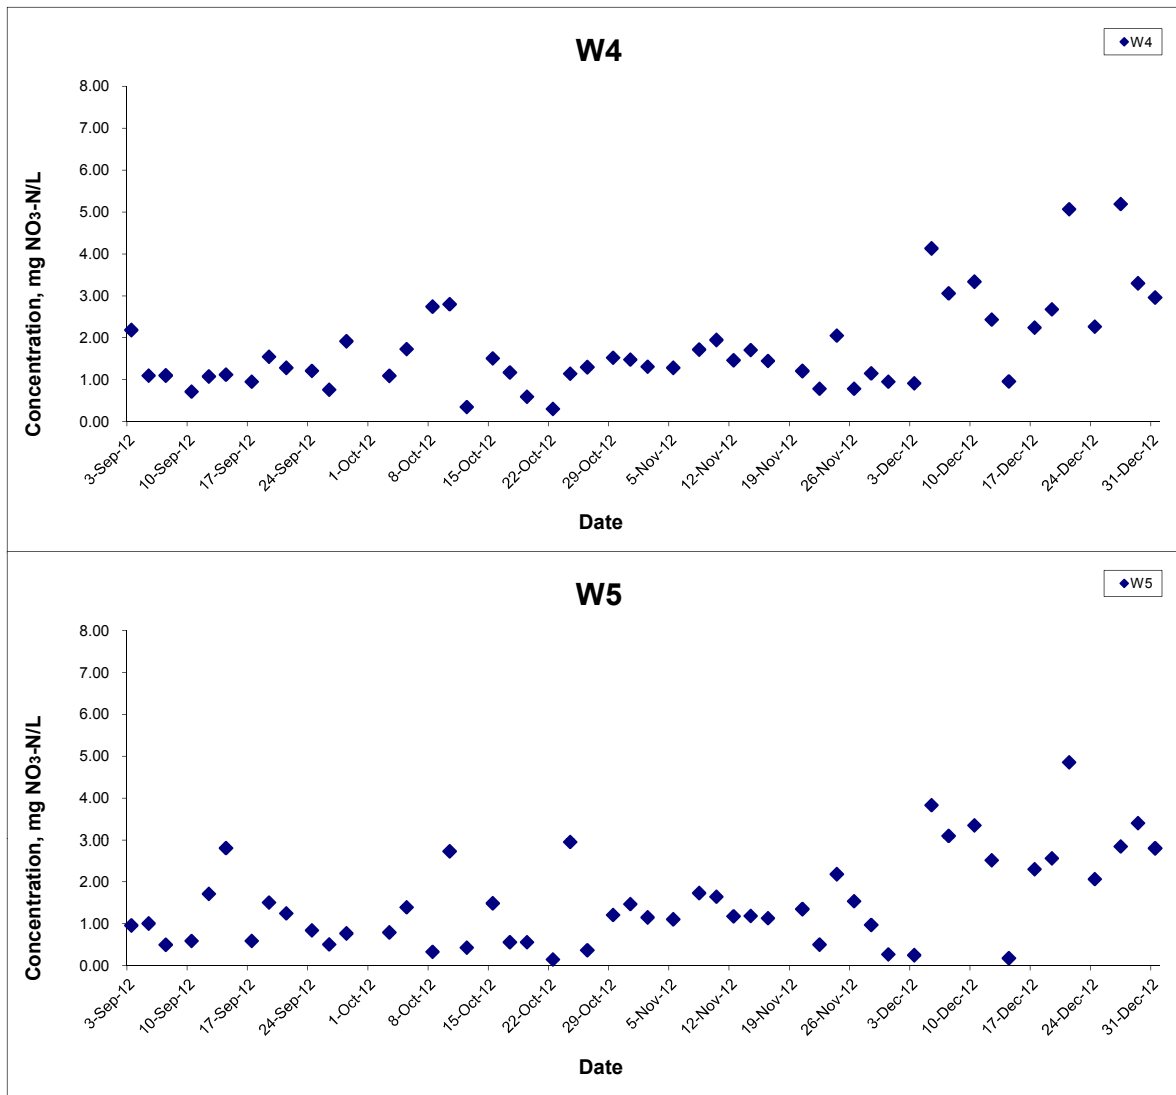 W4
W4
Concentration, mg NO3-N/L
8.00
7.00
6.00
5.00
4.00
3.00
2.00
1.00
0.00
3-Sep-12
10-Sep-12
17-Sep-12
24-Sep-12
1-Oct-12
8-Oct-12
15-Oct-12
22-Oct-12
29-Oct-12
5-Nov-12
12-Nov-12
19-Nov-12
26-Nov-12
3-Dec-12
10-Dec-12
17-Dec-12
24-Dec-12
31-Dec-12
Date
W5
W5
Concentration, mg NO3-N/L
8.00
7.00
6.00
5.00
4.00
3.00
2.00
1.00
0.00
3-Sep-12
10-Sep-12
17-Sep-12
24-Sep-12
1-Oct-12
8-Oct-12
15-Oct-12
22-Oct-12
29-Oct-12
5-Nov-12
12-Nov-12
19-Nov-12
26-Nov-12
3-Dec-12
10-Dec-12
17-Dec-12
24-Dec-12
31-Dec-12
Date